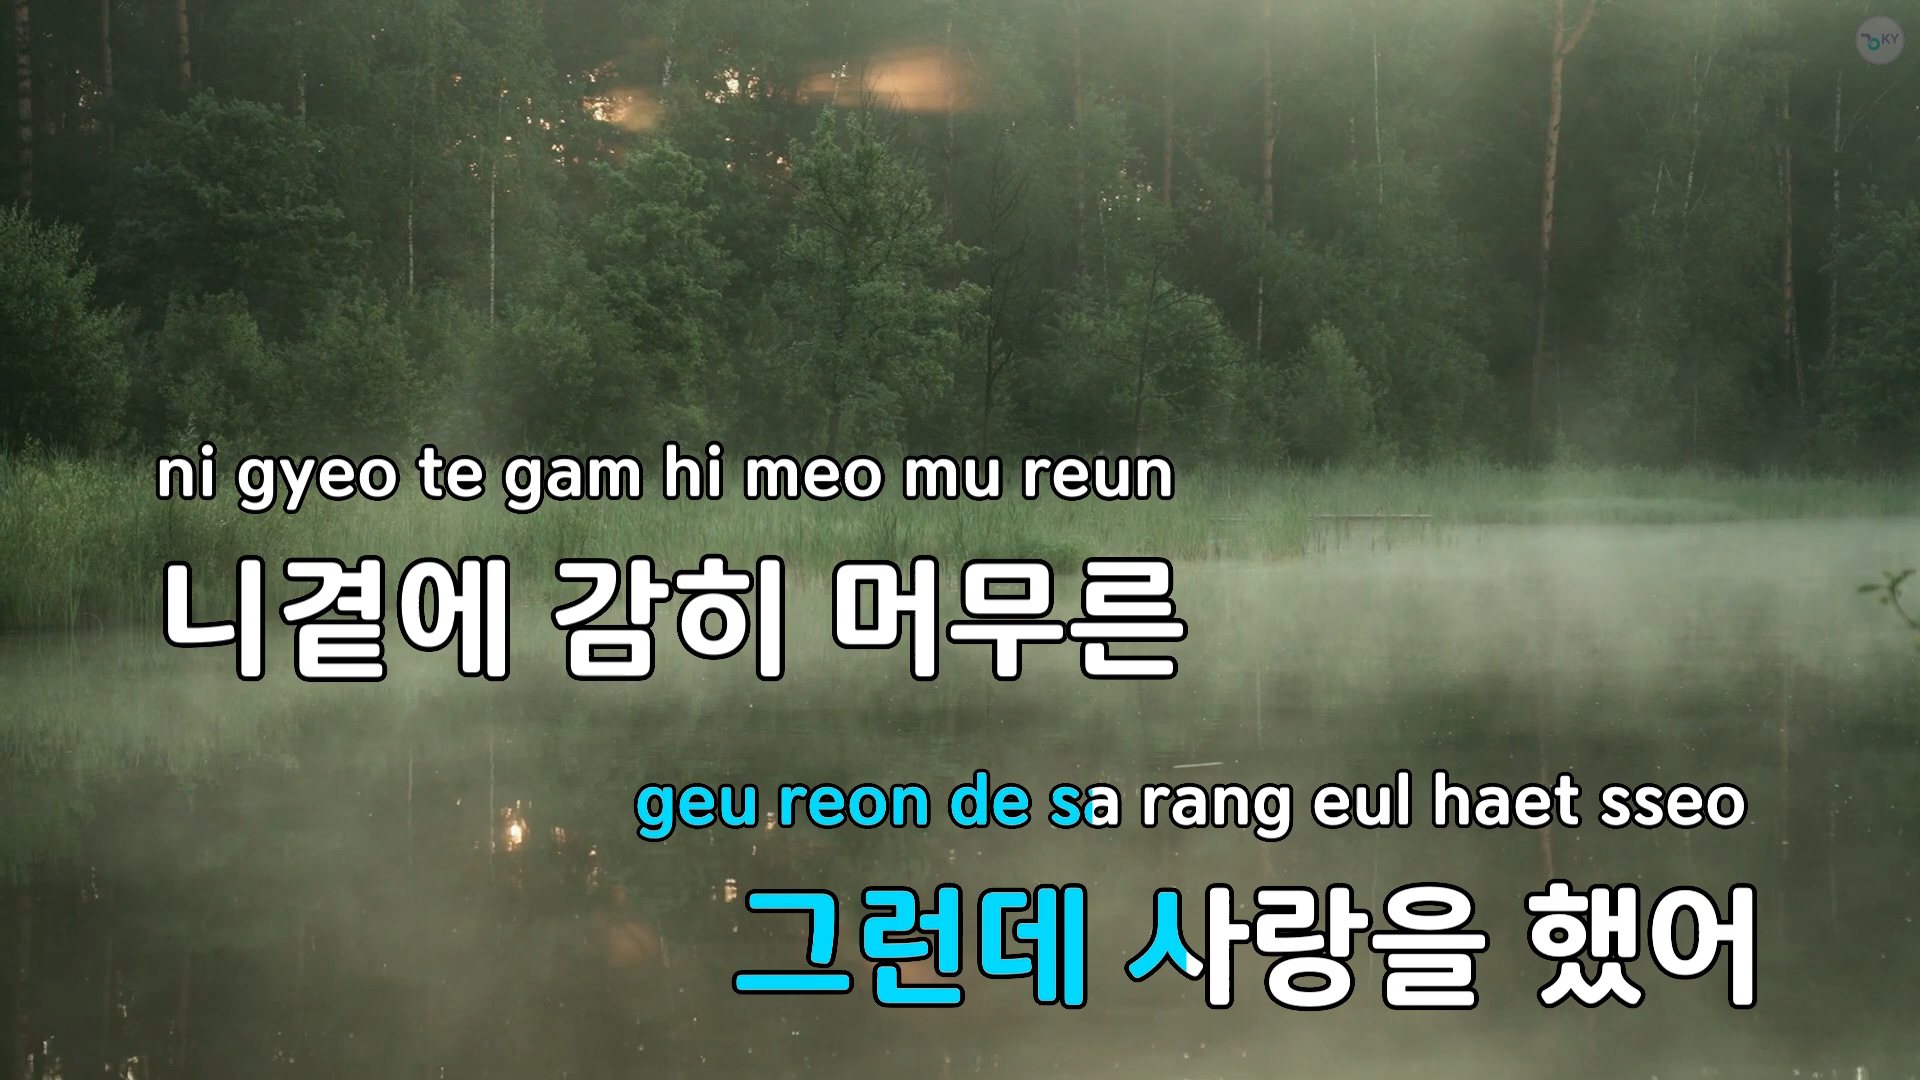 KY
ni gyeo te gam hi meo mu reun
니곁에 감히 머무른
geu reon de sa rang eul haet sseo
그런데 사랑을 했어